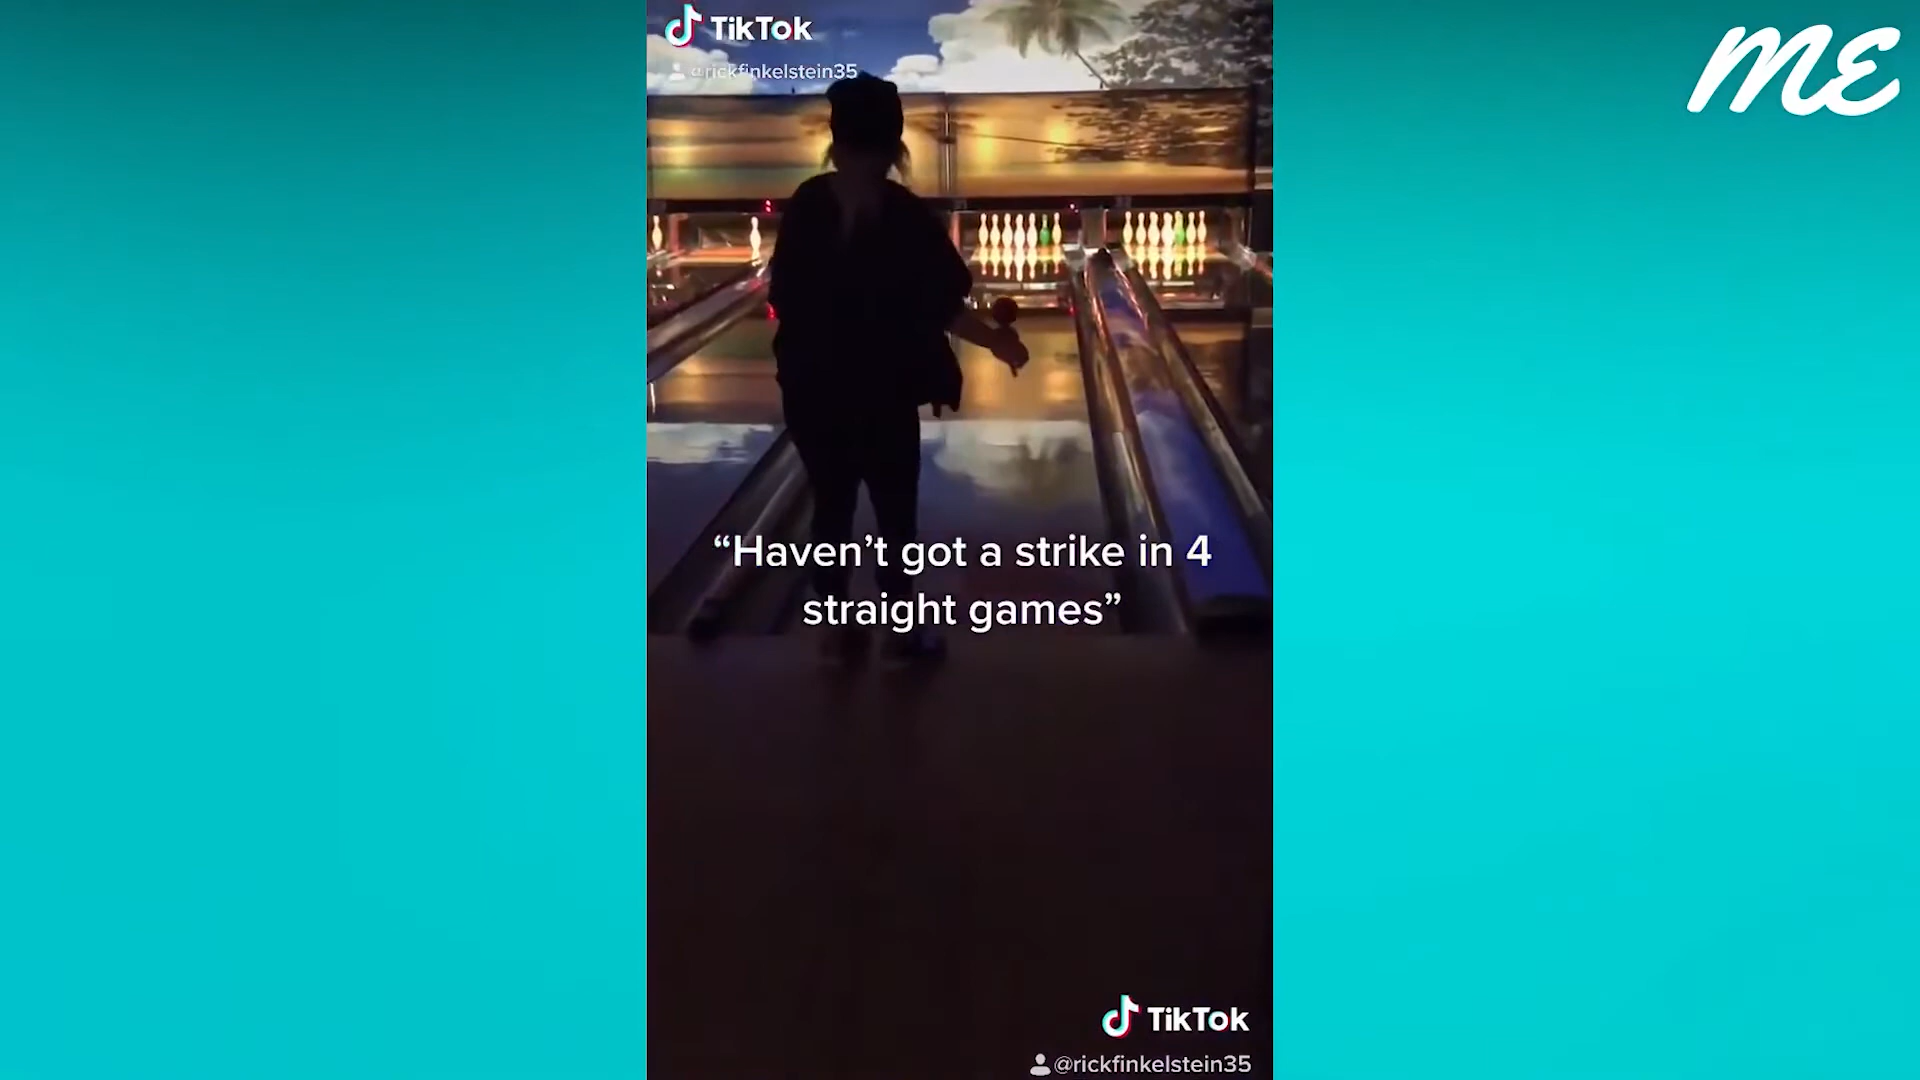 TikTok
@rickfinkelstein35
ME
“Haven’t got a strike in 4
straight games”
TikTok
@rickfinkelstein35